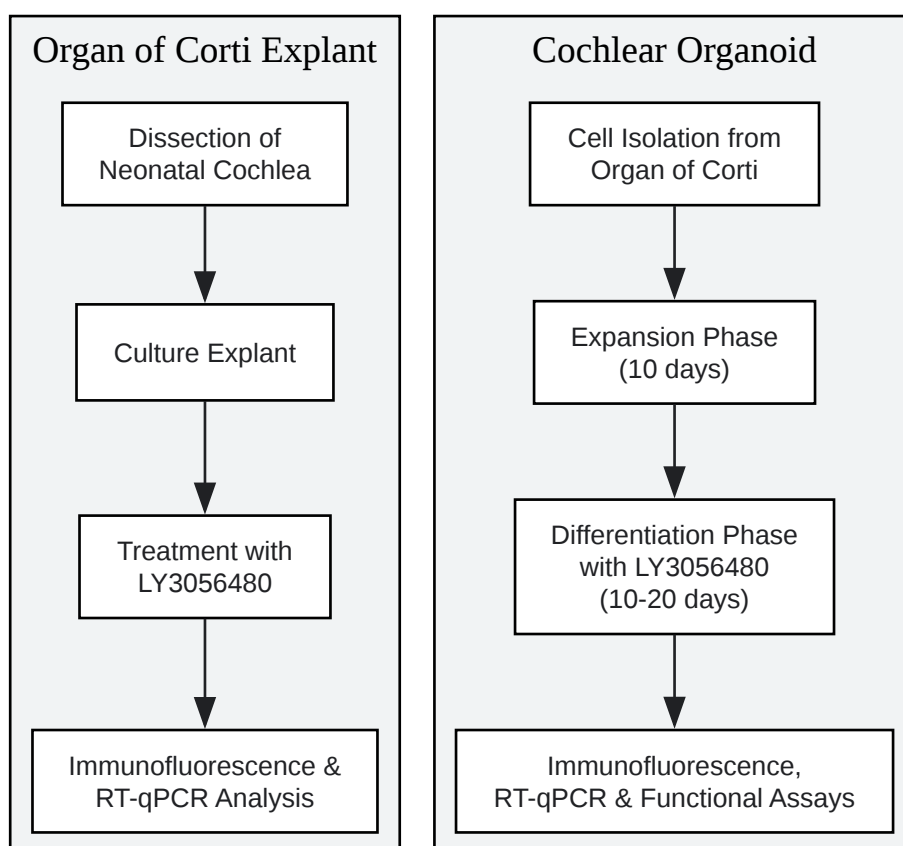 Organ of Corti Explant
Dissection of
Neonatal Cochlea
Culture Explant
Treatment with
LY3056480
Immunofluorescence &
RT-qPCR Analysis
Cochlear Organoid
Cell Isolation from
Organ of Corti
Expansion Phase
(10 days)
Differentiation Phase
with LY3056480
(10-20 days)
Immunofluorescence,
RT-qPCR & Functional Assays